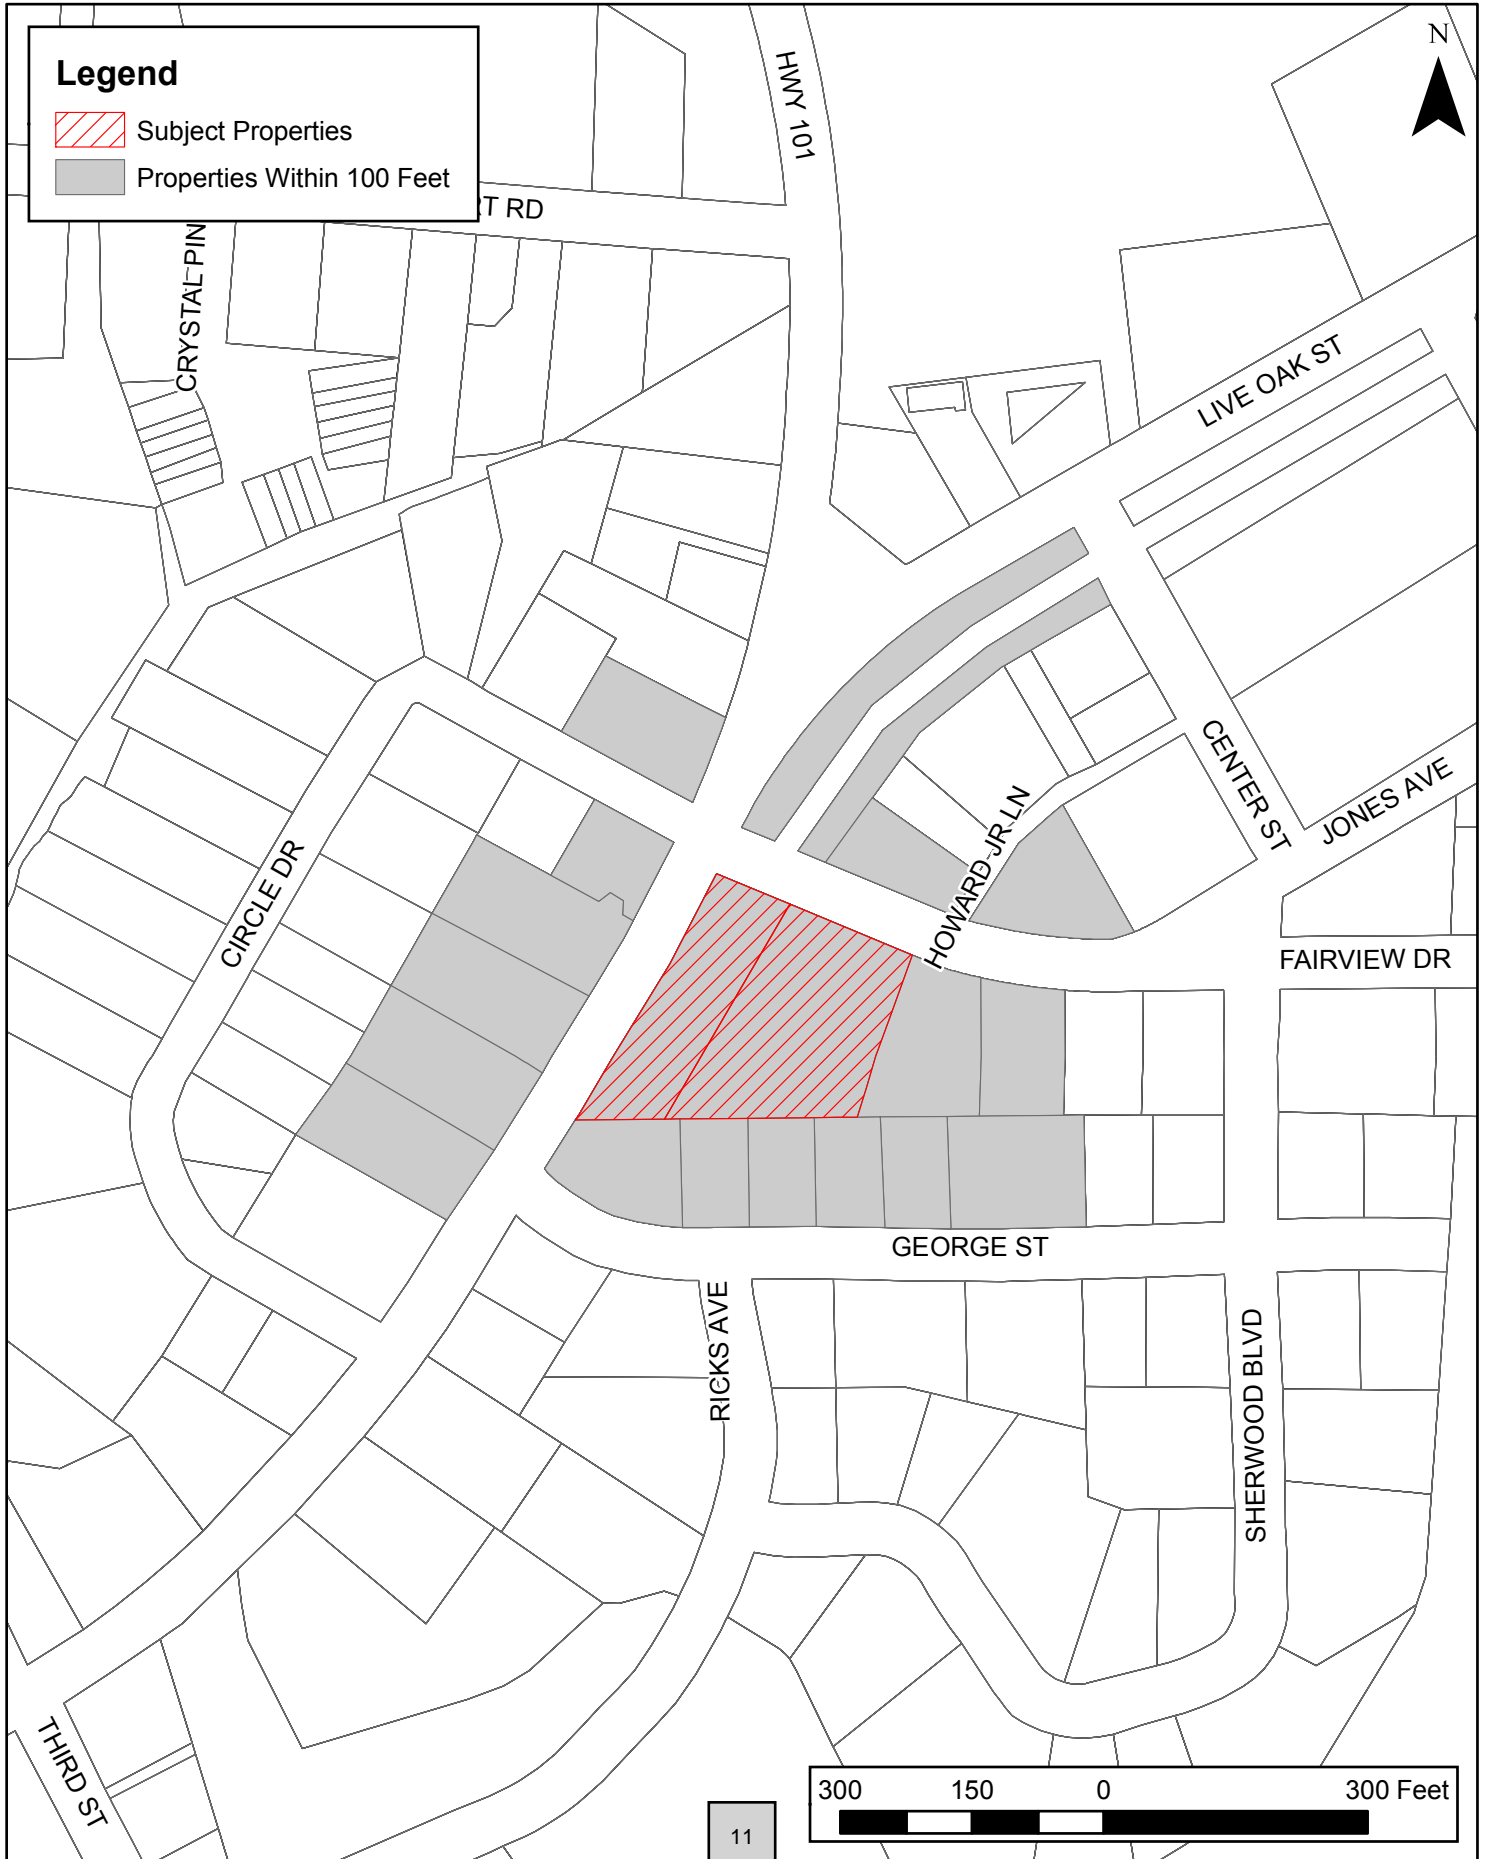 Legend
Subject Properties
Properties Within 100 Feet
N
HWY 101
RT RD
CRYSTAL PIN
LIVE OAK ST
CENTER ST
JONES AVE
HOWARD JR LN
CIRCLE DR
FAIRVIEW DR
GEORGE ST
RICKS AVE
SHERWOOD BLVD
THIRD ST
300 150 0 300 Feet
11